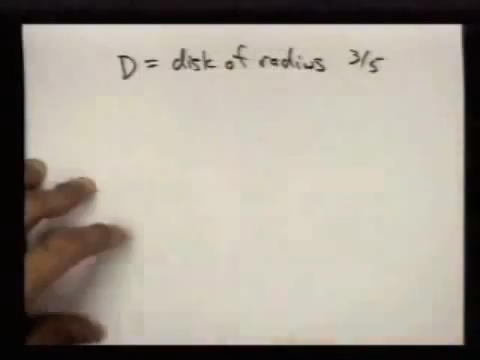 D = disk of radius 3/5